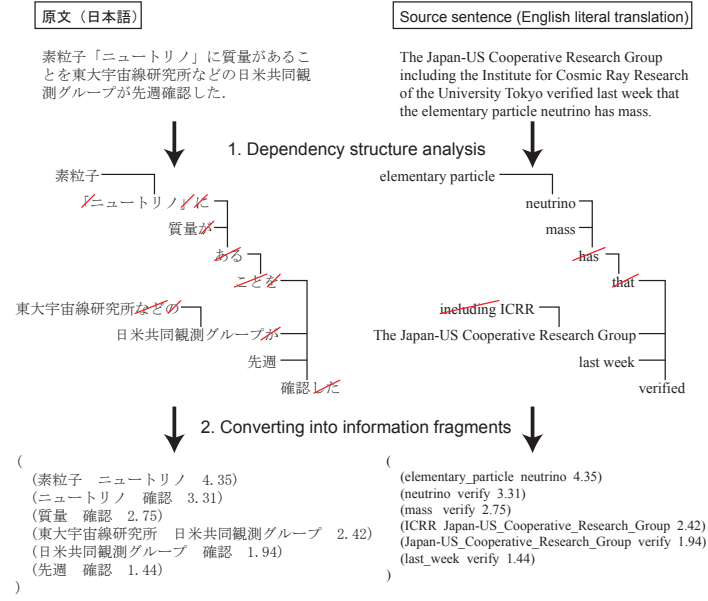 原文（日本語）
素粒子「ニュートリノ」に質量があるこ
とを東大宇宙線研究所などの日米共同観
測グループが先週確認した.
Source sentence (English literal translation)
The Japan-US Cooperative Research Group
including the Institute for Cosmic Ray Research
of the University Tokyo verified last week that
the elementary particle neutrino has mass.
1. Dependency structure analysis
素粒子
「ニュートリノ」に
質量が
ある
ことを
東大宇宙線研究所などの
日米共同観測グループが
先週
確認した
elementary particle
neutrino
mass
has
that
including ICRR
The Japan-US Cooperative Research Group
last week
verified
2. Converting into information fragments
(
(素粒子 ニュートリノ 4.35)
(ニュートリノ 確認 3.31)
(質量 確認 2.75)
(東大宇宙線研究所 日米共同観測グループ 2.42)
(日米共同観測グループ 確認 1.94)
(先週 確認 1.44)
)
(
(elementary_particle neutrino 4.35)
(neutrino verify 3.31)
(mass verify 2.75)
(ICRR Japan-US_Cooperative_Research_Group 2.42)
(Japan-US_Cooperative_Research_Group verify 1.94)
(last_week verify 1.44)
)